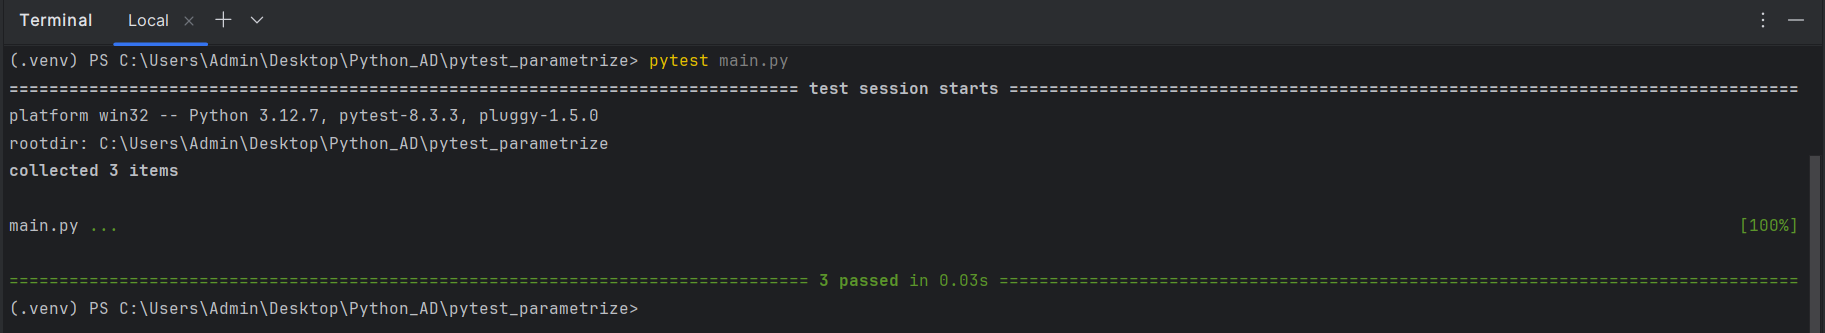 Terminal Local × + ⌄ ⋮ —
(.venv) PS C:\Users\Admin\Desktop\Python_AD\pytest_parametrize> pytest main.py
=============================================================================== test session starts ===============================================================================
platform win32 -- Python 3.12.7, pytest-8.3.3, pluggy-1.5.0
rootdir: C:\Users\Admin\Desktop\Python_AD\pytest_parametrize
collected 3 items
main.py ... [100%]
================================================================================ 3 passed in 0.03s ================================================================================
(.venv) PS C:\Users\Admin\Desktop\Python_AD\pytest_parametrize>